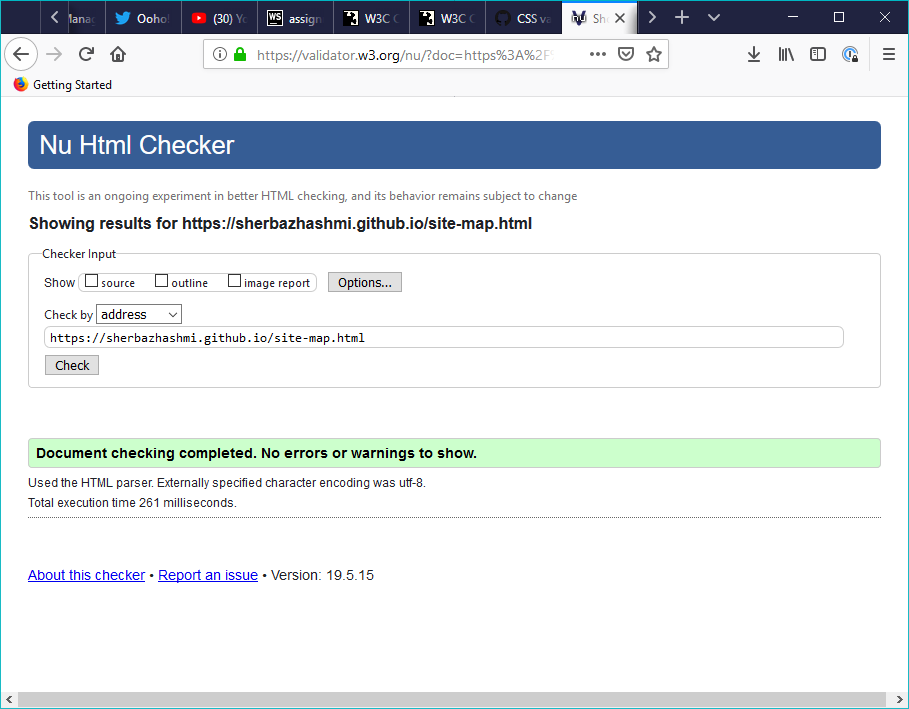 Ooho!
(30) Yo
WS assign
W3C
W3C
CSS va
nu Sh
https://validator.w3.org/nu/?doc=https%3A%2F
Getting Started
Nu Html Checker
This tool is an ongoing experiment in better HTML checking, and its behavior remains subject to change
Showing results for https://sherbazhashmi.github.io/site-map.html
Checker Input
Show source outline image report Options...
Check by address
https://sherbazhashmi.github.io/site-map.html
Check
Document checking completed. No errors or warnings to show.
Used the HTML parser. Externally specified character encoding was utf-8.
Total execution time 261 milliseconds.
About this checker • Report an issue • Version: 19.5.15